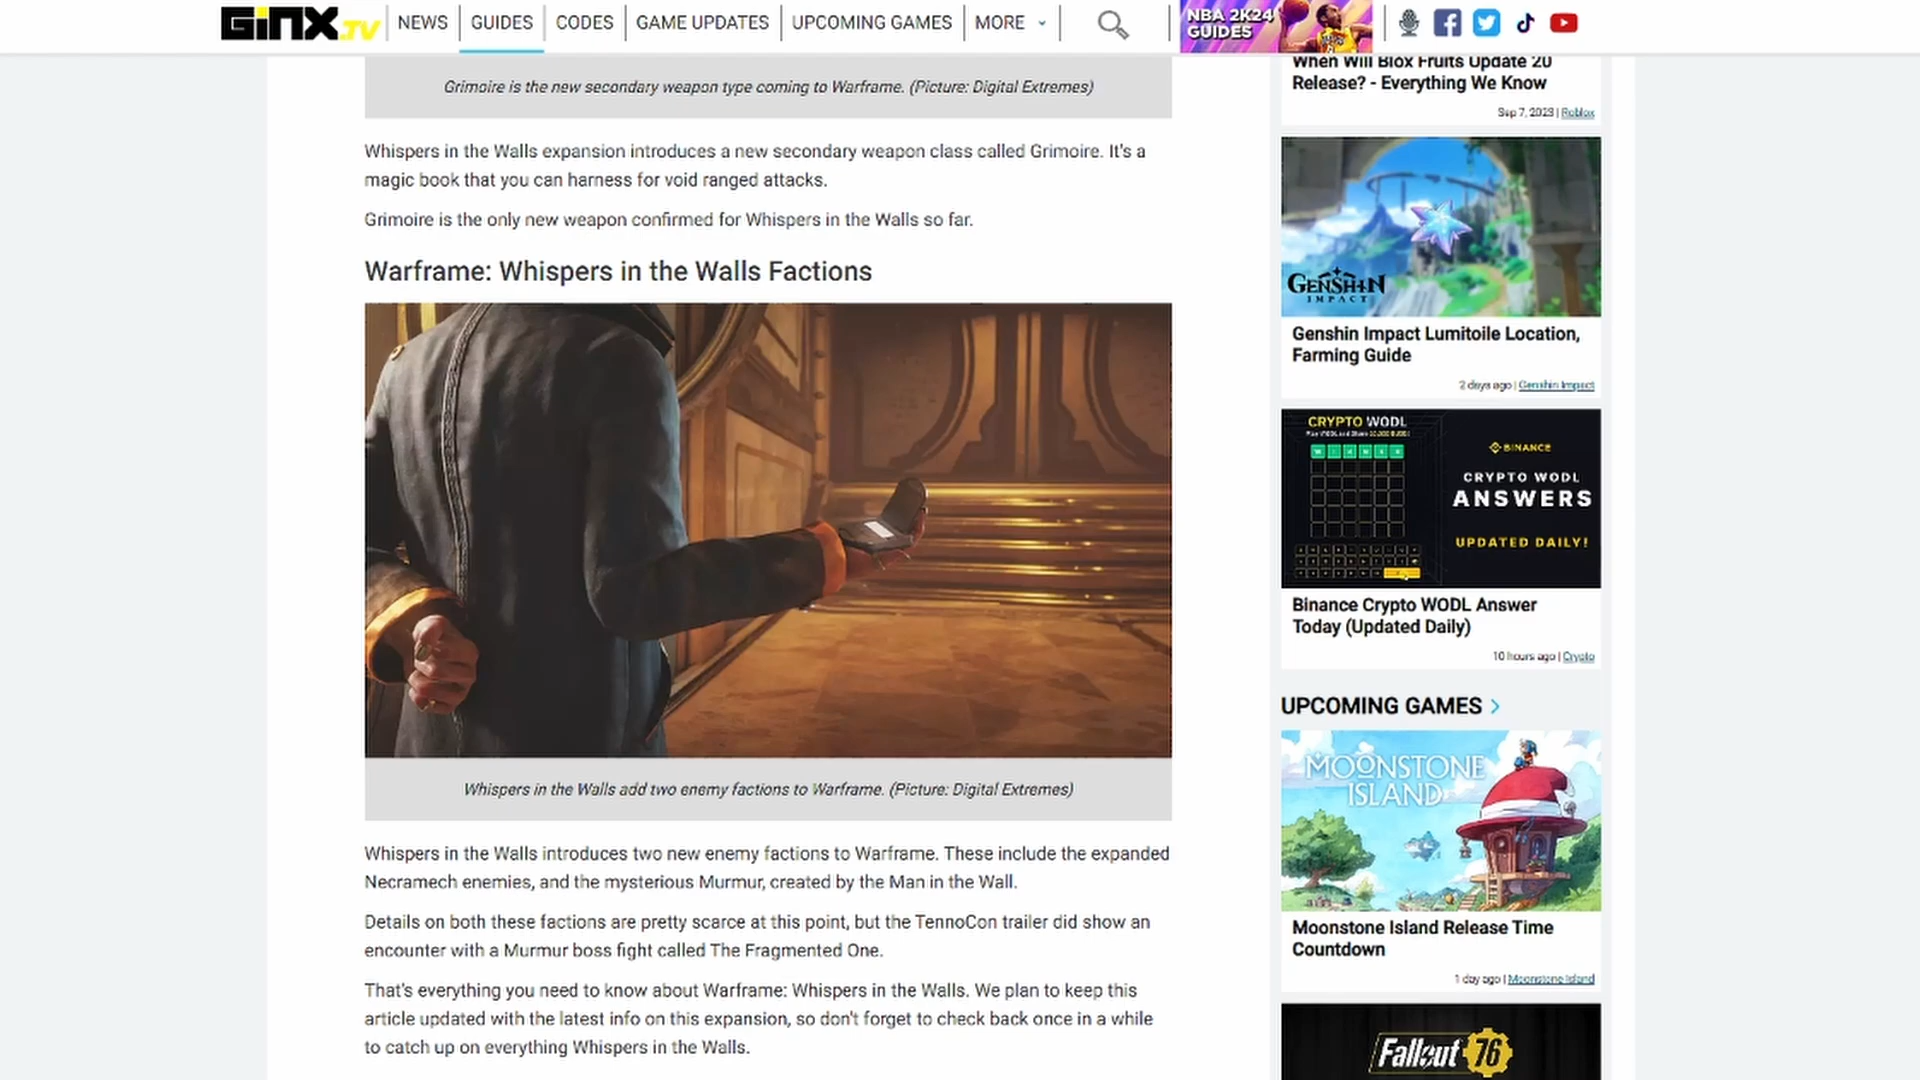 GINX.TV
NEWS
GUIDES
CODES
GAME UPDATES
UPCOMING GAMES
MORE
NBA 2K24
GUIDES
Grimoire is the new secondary weapon type coming to Warframe. (Picture: Digital Extremes)
Whispers in the Walls expansion introduces a new secondary weapon class called Grimoire. It's a
magic book that you can harness for void ranged attacks.
Grimoire is the only new weapon confirmed for Whispers in the Walls so far.
Warframe: Whispers in the Walls Factions
Whispers in the Walls add two enemy factions to Warframe. (Picture: Digital Extremes)
Whispers in the Walls introduces two new enemy factions to Warframe. These include the expanded
Necramech enemies, and the mysterious Murmur, created by the Man in the Wall.
Details on both these factions are pretty scarce at this point, but the TennoCon trailer did show an
encounter with a Murmur boss fight called The Fragmented One.
That's everything you need to know about Warframe: Whispers in the Walls. We plan to keep this
article updated with the latest info on this expansion, so don't forget to check back once in a while
to catch up on everything Whispers in the Walls.
When Will Blox Fruits Update 20
Release? - Everything We Know
Sep 7, 2023 | Roblox
GENSHIN
IMPACT
Genshin Impact Lumitoile Location,
Farming Guide
2 days ago | Genshin Impact
CRYPTO WODL
BINANCE
CRYPTO WODL
ANSWERS
UPDATED DAILY!
Binance Crypto WODL Answer
Today (Updated Daily)
10 hours ago | Crypto
UPCOMING GAMES
MOONSTONE
ISLAND
Moonstone Island Release Time
Countdown
1 day ago | Moonstone Island
Fallout 76